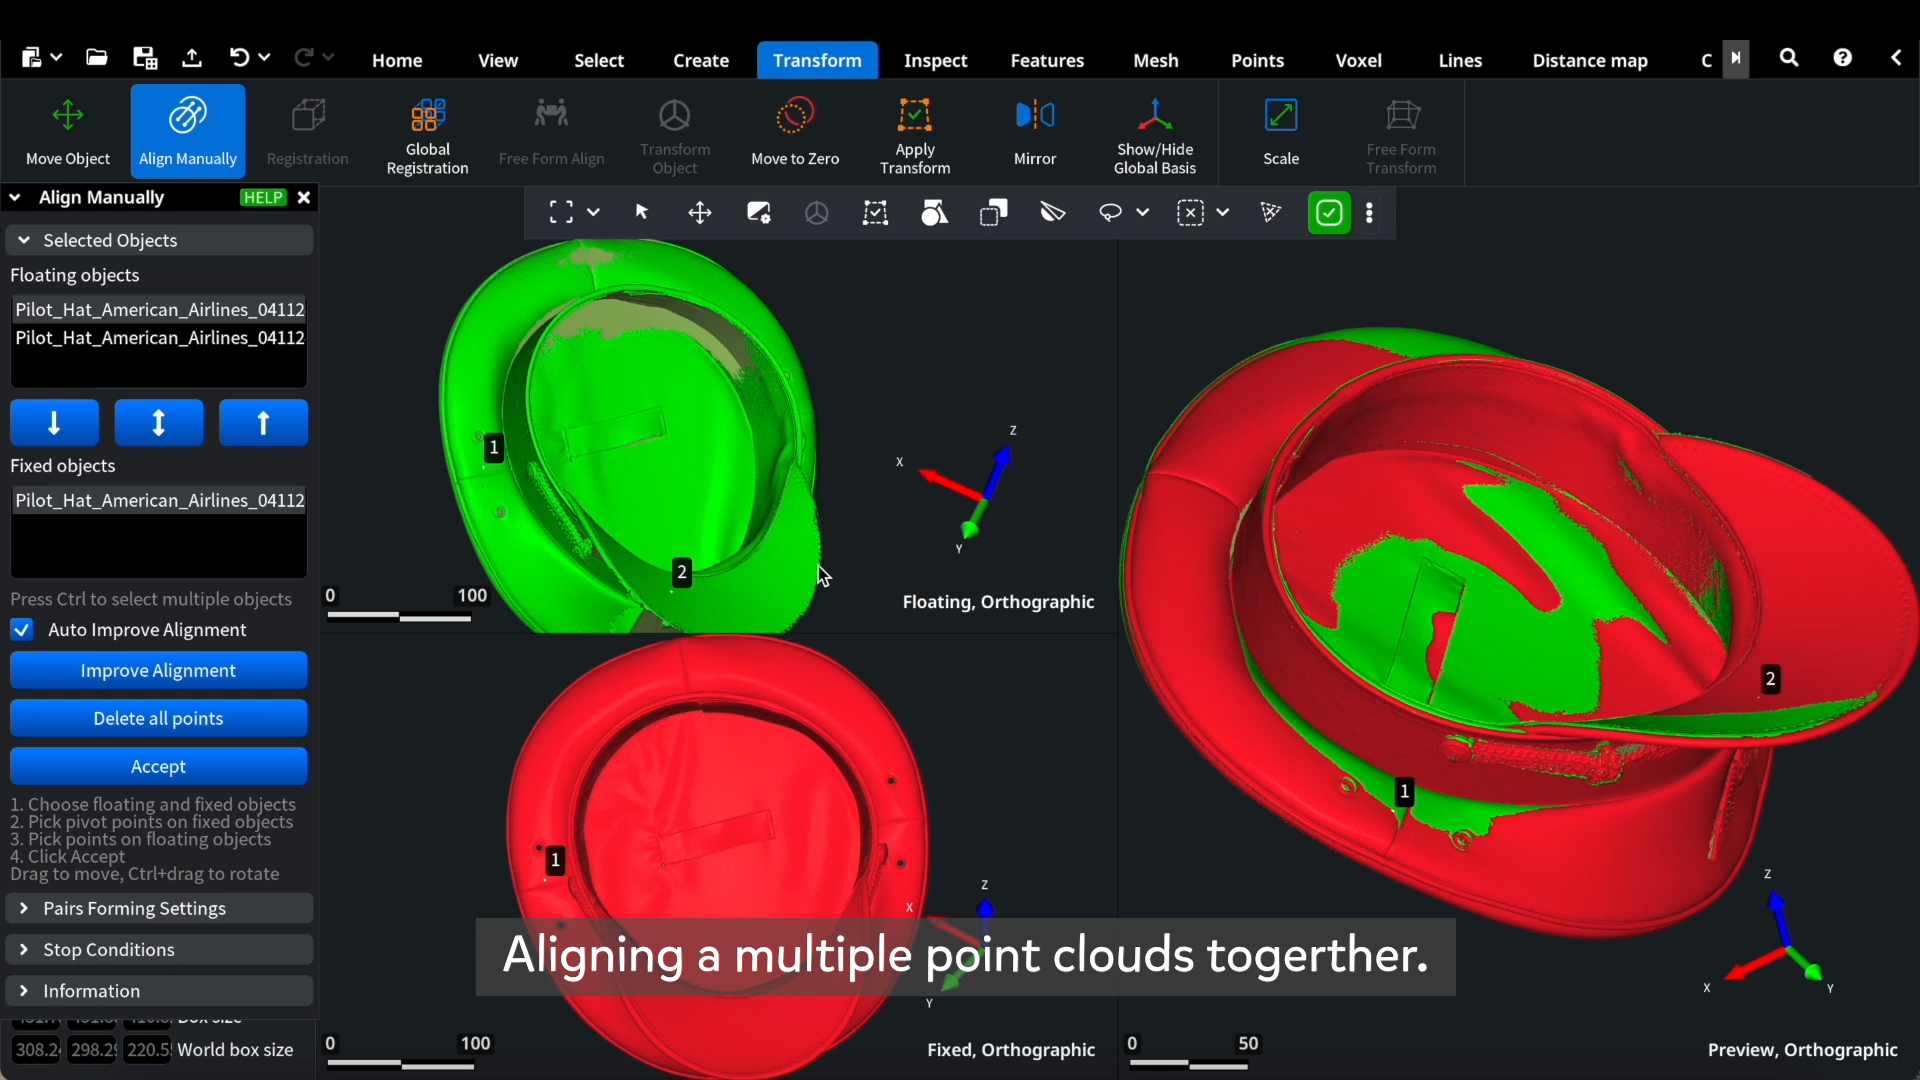 Home View Select Create Transform Inspect Features Mesh Points Voxel Lines Distance map C
Move Object
Align Manually
Registration
Global
Registration
Free Form Align
Transform
Object
Move to Zero
Apply
Transform
Mirror
Show/Hide
Global Basis
Scale
Free Form
Transform
Align Manually HELP
Selected Objects
Floating objects
Pilot_Hat_American_Airlines_04112
Pilot_Hat_American_Airlines_04112
Fixed objects
Pilot_Hat_American_Airlines_04112
Press Ctrl to select multiple objects
Auto Improve Alignment
Improve Alignment
Delete all points
Accept
1. Choose floating and fixed objects
2. Pick pivot points on fixed objects
3. Pick points on floating objects
4. Click Accept
Drag to move, Ctrl+drag to rotate
Pairs Forming Settings
Stop Conditions
Information
Box size
308.2 298.2 220.5 World box size
1
2
Z
X
Y
0 100
Floating, Orthographic
1
Z
X
Y
0 100
Fixed, Orthographic
2
1
Z
X
Y
0 50
Preview, Orthographic
Aligning a multiple point clouds togerther.